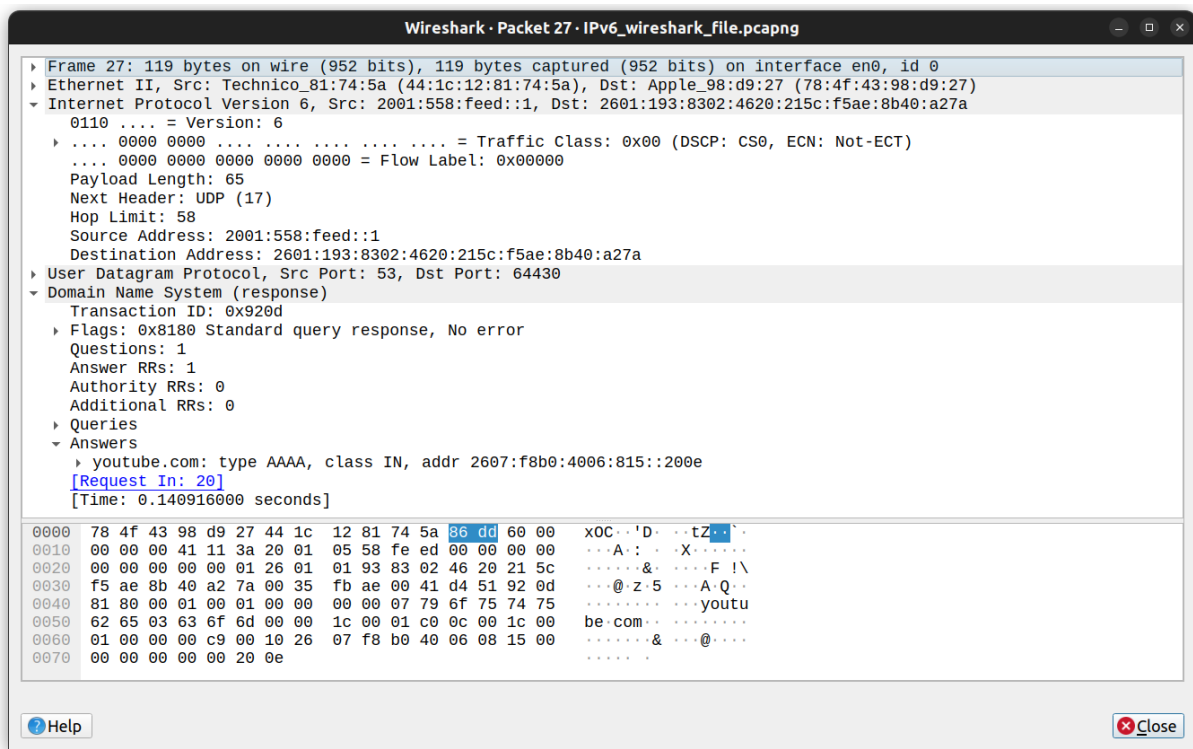 Wireshark · Packet 27 · IPv6_wireshark_file.pcapng
Frame 27: 119 bytes on wire (952 bits), 119 bytes captured (952 bits) on interface en0, id 0
Ethernet II, Src: Technico_81:74:5a (44:1c:12:81:74:5a), Dst: Apple_98:d9:27 (78:4f:43:98:d9:27)
Internet Protocol Version 6, Src: 2001:558:feed::1, Dst: 2601:193:8302:4620:215c:f5ae:8b40:a27a
0110 .... = Version: 6
.... 0000 0000 .... .... .... .... .... = Traffic Class: 0x00 (DSCP: CS0, ECN: Not-ECT)
.... 0000 0000 0000 0000 0000 = Flow Label: 0x00000
Payload Length: 65
Next Header: UDP (17)
Hop Limit: 58
Source Address: 2001:558:feed::1
Destination Address: 2601:193:8302:4620:215c:f5ae:8b40:a27a
User Datagram Protocol, Src Port: 53, Dst Port: 64430
Domain Name System (response)
Transaction ID: 0x920d
Flags: 0x8180 Standard query response, No error
Questions: 1
Answer RRs: 1
Authority RRs: 0
Additional RRs: 0
Queries
Answers
youtube.com: type AAAA, class IN, addr 2607:f8b0:4006:815::200e
[Request In: 20]
[Time: 0.140916000 seconds]
0000 78 4f 43 98 d9 27 44 1c 12 81 74 5a 86 dd 60 00 xOC··'D· ··tZ··`·
0010 00 00 00 41 11 3a 20 01 05 58 fe ed 00 00 00 00 ···A·: · ·X······
0020 00 00 00 00 00 01 26 01 01 93 83 02 46 20 21 5c ······&· ····F !\
0030 f5 ae 8b 40 a2 7a 00 35 fb ae 00 41 d4 51 92 0d ···@·z·5 ···A·Q··
0040 81 80 00 01 00 01 00 00 00 00 07 79 6f 75 74 75 ········ ···youtu
0050 62 65 03 63 6f 6d 00 00 1c 00 01 c0 0c 00 1c 00 be·com·· ········
0060 01 00 00 00 c9 00 10 26 07 f8 b0 40 06 08 15 00 ·······& ···@····
0070 00 00 00 00 00 20 0e ····· ·
Help
Close